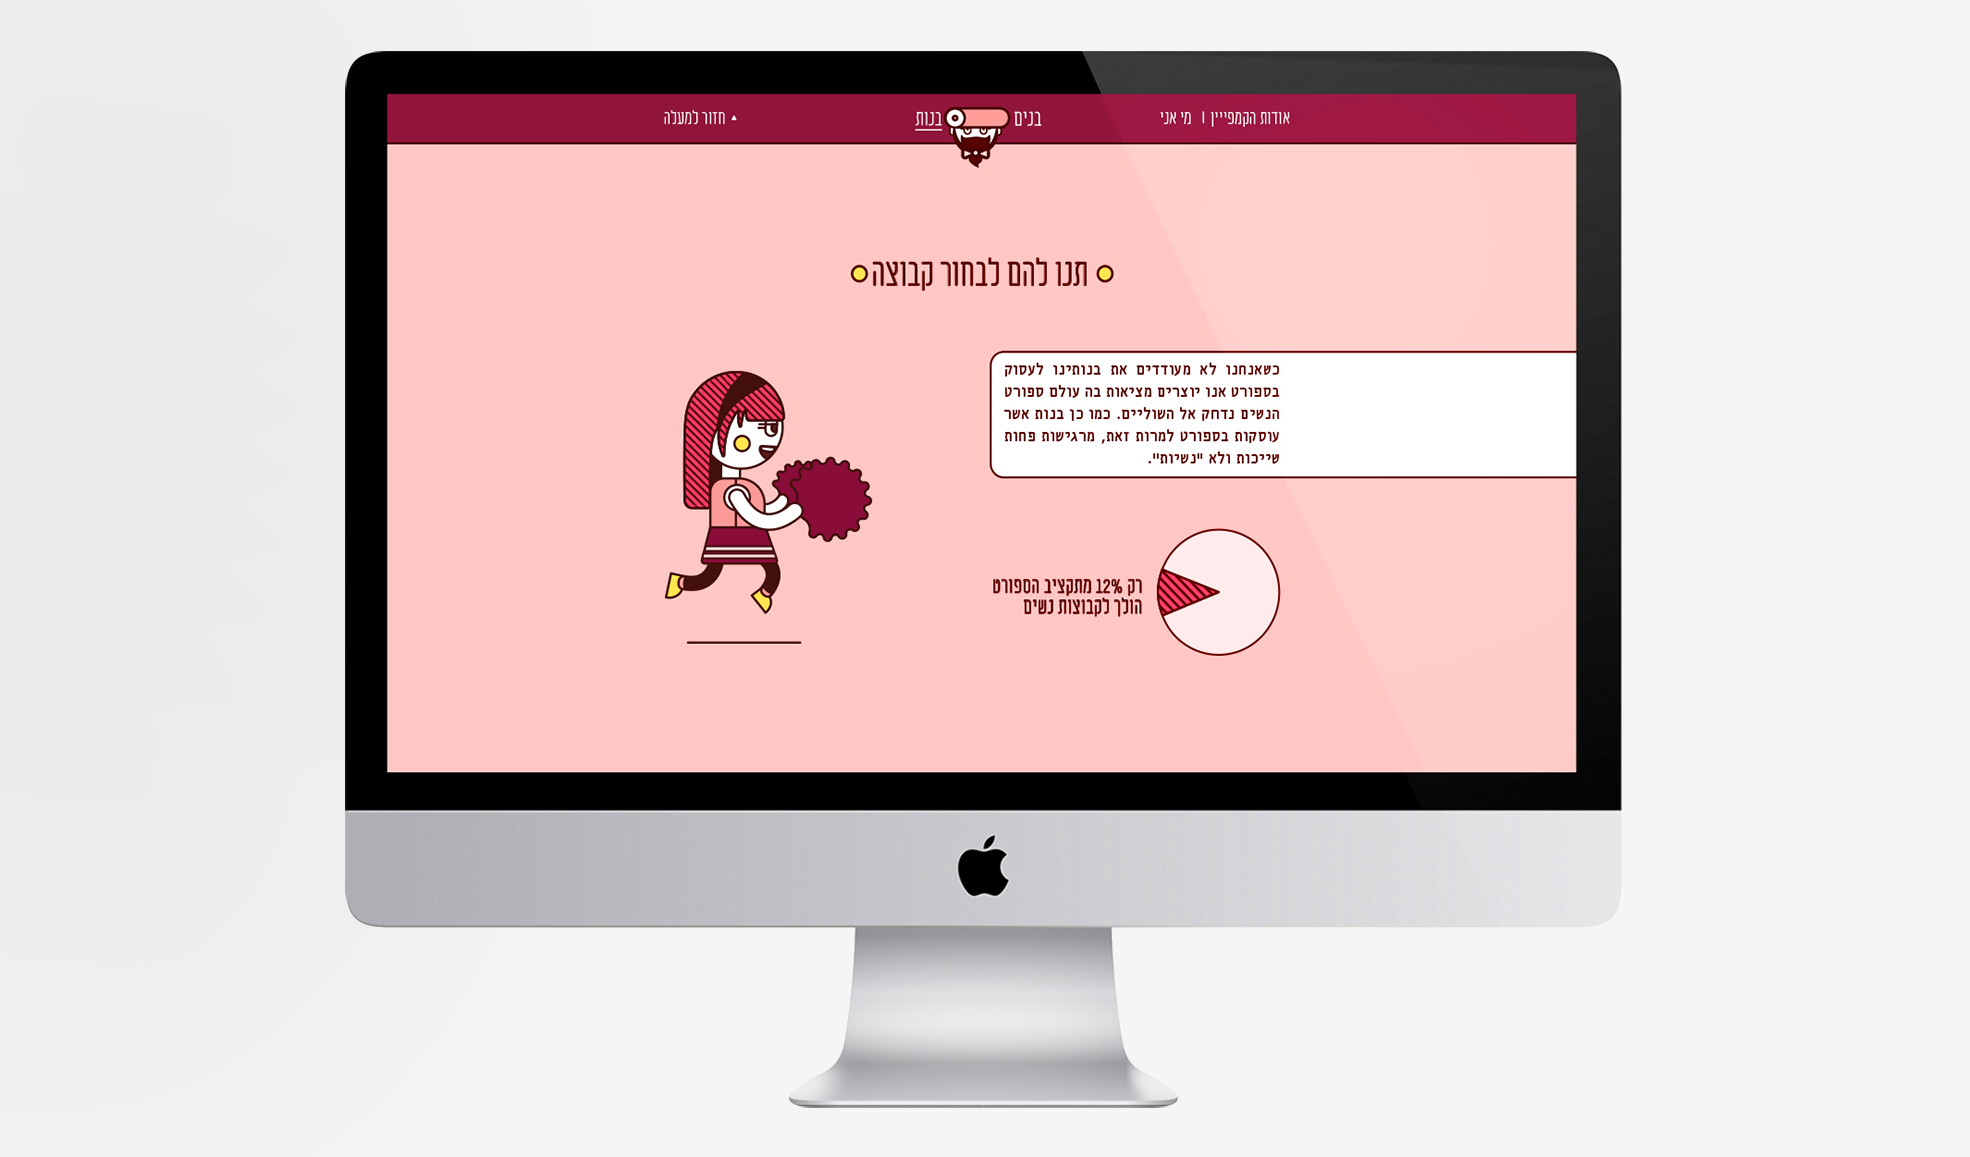 אודות הקמפייין | מי אני
בנים
בנות
חזור למעלה
תנו להם לבחור קבוצה
כשאנחנו לא מעודדים את בנותינו לעסוק
בספורט אנו יוצרים מציאות בה עולם ספורט
הנשים נדחק אל השוליים. כמו כן בנות אשר
עוסקות בספורט למרות זאת, מרגישות פחות
שייכות ולא "נשיות".
רק 12% מתקציב הספורט
הולך לקבוצות נשים